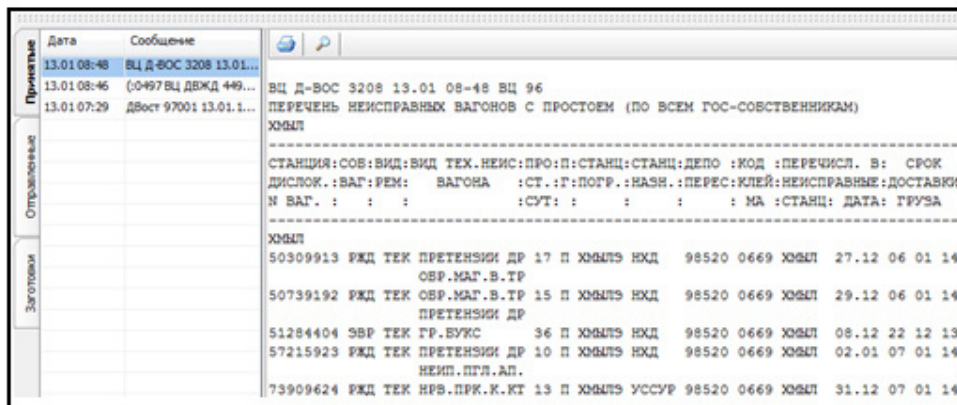 Принятые
Отправленные
Заготовки
Дата Сообщение
13.01 08:48 ВЦ Д-ВОС 3208 13.01...
13.01 08:46 (:0497 ВЦ ДВЖД 449...
13.01 07:29 ДВост 97001 13.01.1...
ВЦ Д-ВОС 3208 13.01 08-48 ВЦ 96
ПЕРЕЧЕНЬ НЕИСПРАВНЫХ ВАГОНОВ С ПРОСТОЕМ (ПО ВСЕМ ГОС-СОБСТВЕННИКАМ)
ХМЫЛ
СТАНЦИЯ:СОБ:ВИД:ВИД ТЕХ.НЕИС:ПРО:П:СТАНЦ:СТАНЦ:ДЕПО :КОД :ПЕРЕЧИСЛ. В: СРОК
ДИСЛОК.:ВАГ:РЕМ: ВАГОНА :СТ.:Г:ПОГР.:НАЗН.:ПЕРЕС:КЛЕЙ:НЕИСПРАВНЫЕ:ДОСТАВКИ
N ВАГ. : : : :СУТ: : : : : МА :СТАНЦ: ДАТА: ГРУЗА
ХМЫЛ
50309913 РЖД ТЕК ПРЕТЕНЗИИ ДР 17 П ХМЫЛЭ НХД 98520 0669 ХМЫЛ 27.12 06 01 14
ОБР.МАГ.В.ТР
50739192 РЖД ТЕК ОБР.МАГ.В.ТР 15 П ХМЫЛЭ НХД 98520 0669 ХМЫЛ 29.12 06 01 14
ПРЕТЕНЗИИ ДР
51284404 ЭВР ТЕК ГР.БУКС 36 П ХМЫЛЭ НХД 98520 0669 ХМЫЛ 08.12 22 12 13
57215923 РЖД ТЕК ПРЕТЕНЗИИ ДР 10 П ХМЫЛЭ НХД 98520 0669 ХМЫЛ 02.01 07 01 14
НЕИП.ПГЛ.АП.
73909624 РЖД ТЕК НРВ.ПРК.К.КТ 13 П ХМЫЛЭ УССУР 98520 0669 ХМЫЛ 31.12 07 01 14